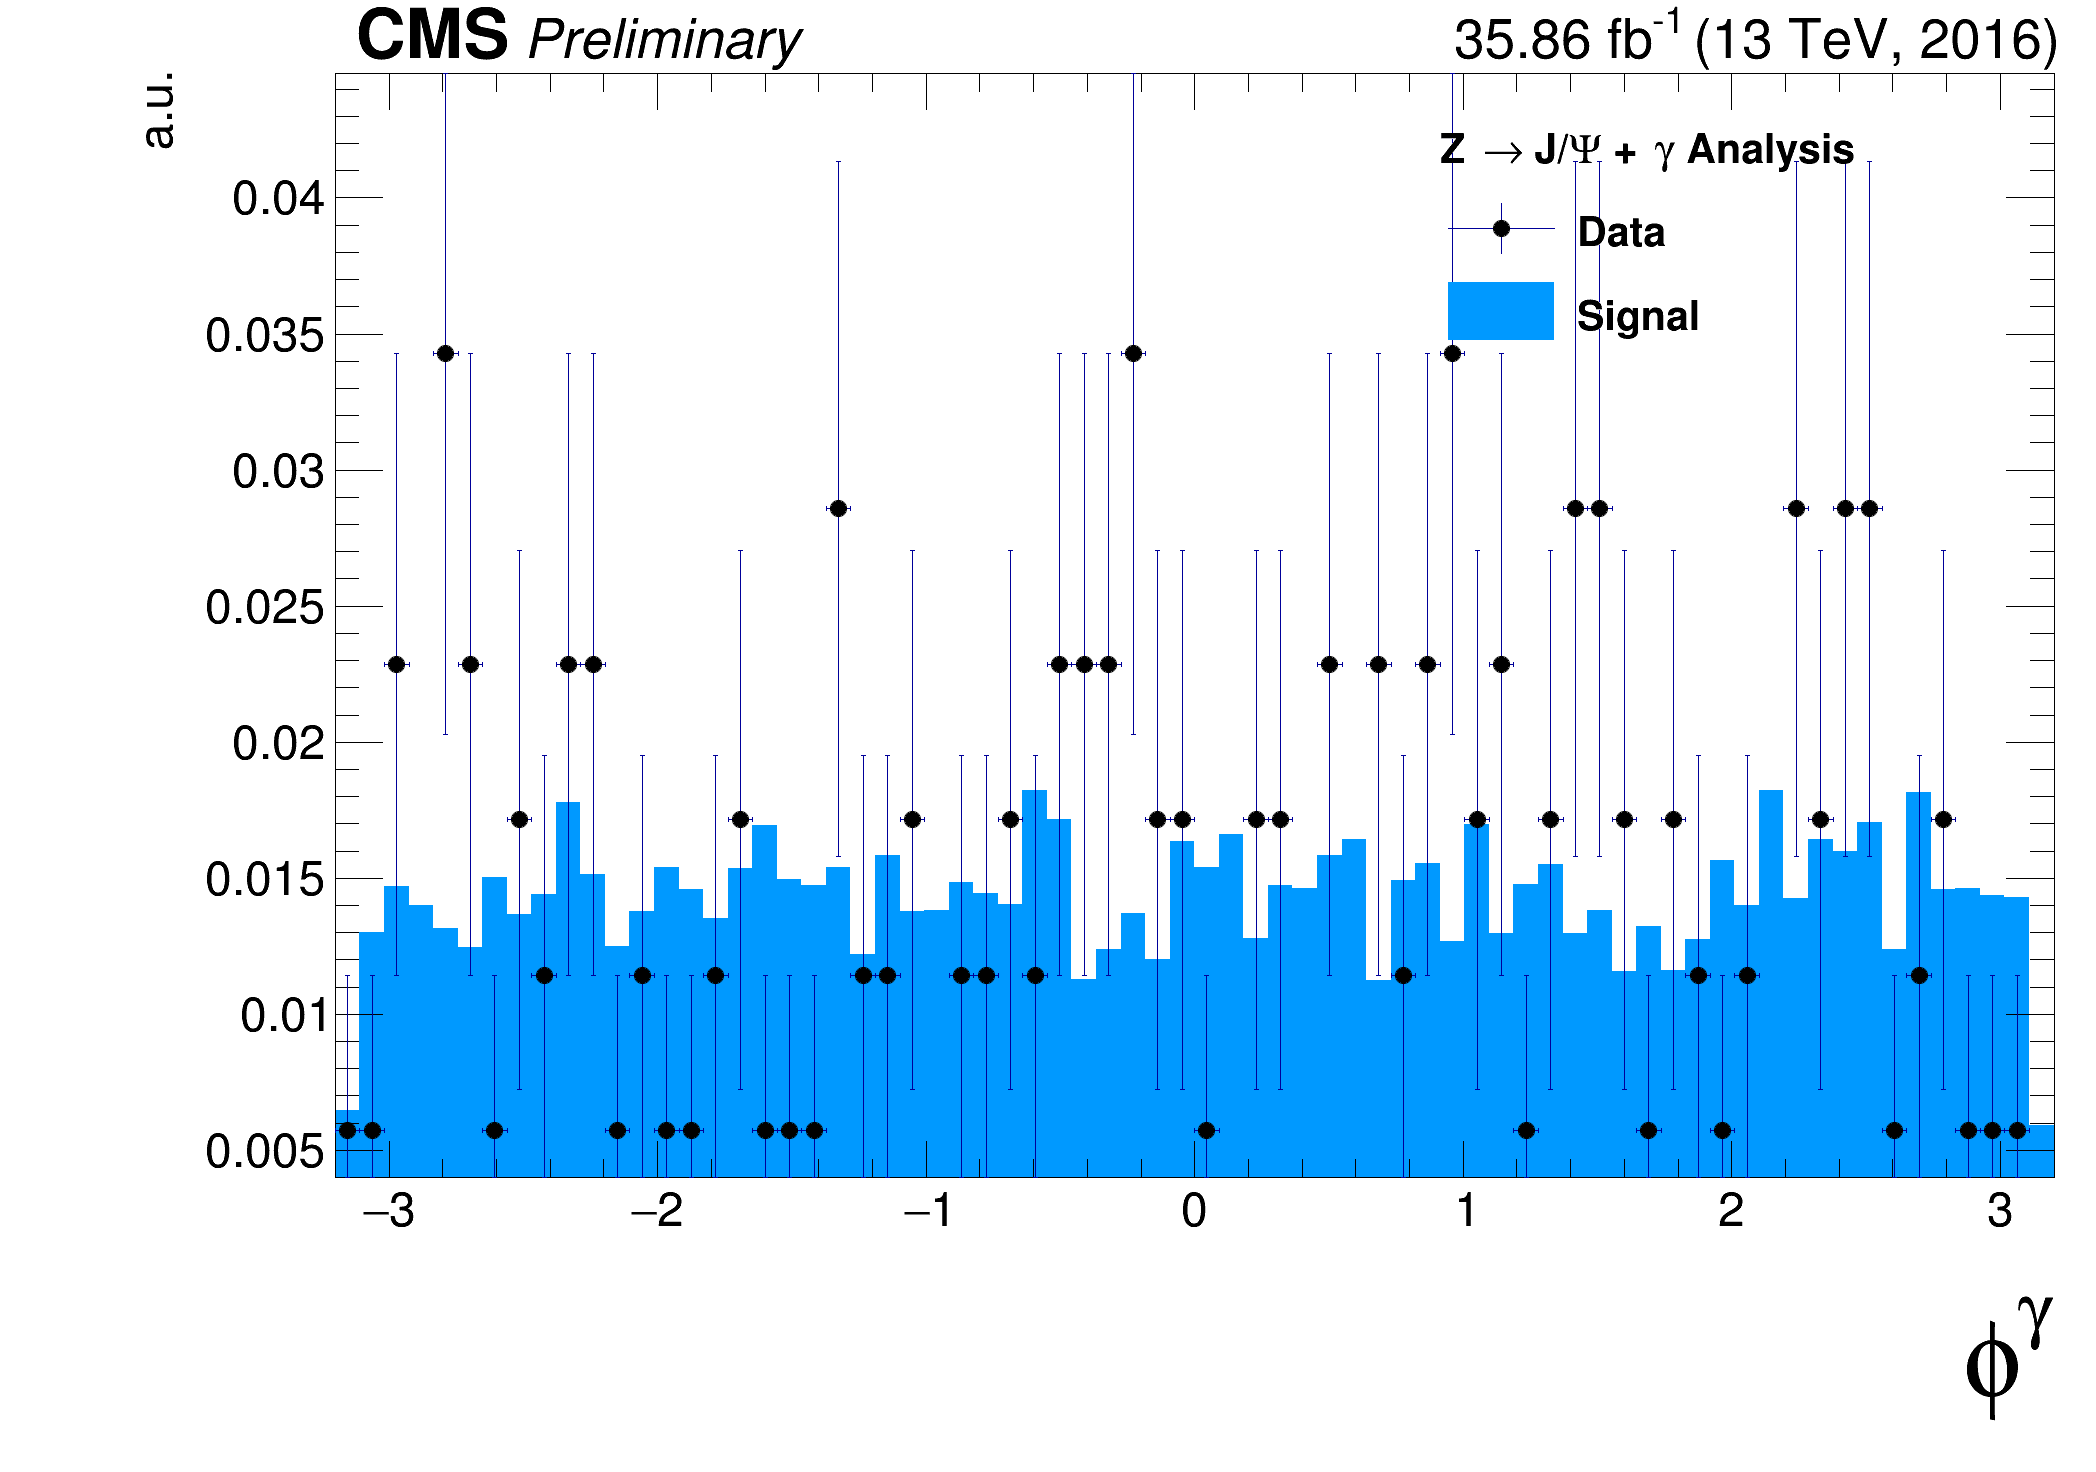 CMS Preliminary
35.86 fb⁻¹ (13 TeV, 2016)
a.u.
Z → J/Ψ + γ Analysis
Data
Signal
0.04
0.035
0.03
0.025
0.02
0.015
0.01
0.005
−3 −2 −1 0 1 2 3
ϕ^γ